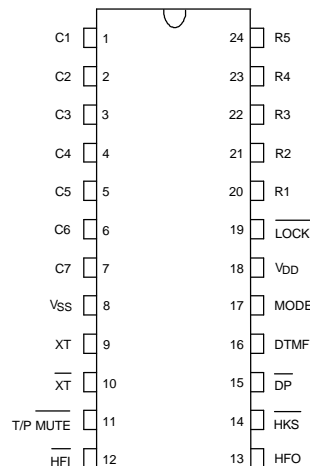 C1 1 24 R5
C2 2 23 R4
C3 3 22 R3
C4 4 21 R2
C5 5 20 R1
C6 6 19 LOCK
C7 7 18 VDD
VSS 8 17 MODE
XT 9 16 DTMF
XT 10 15 DP
T/P MUTE 11 14 HKS
HFI 12 13 HFO